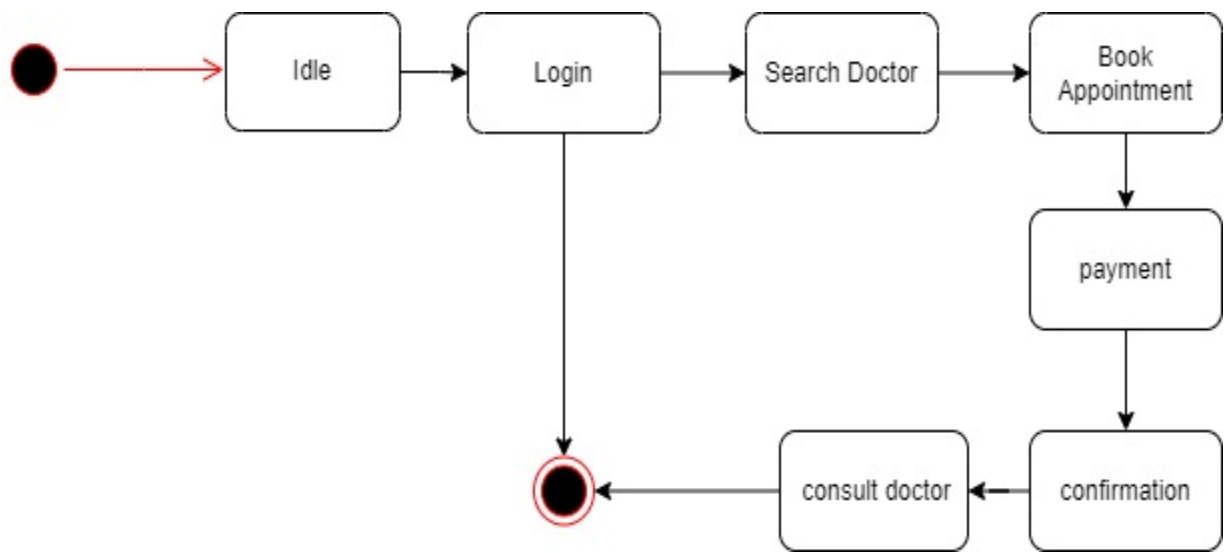 Idle
Login
Search Doctor
Book
Appointment
payment
confirmation
consult doctor